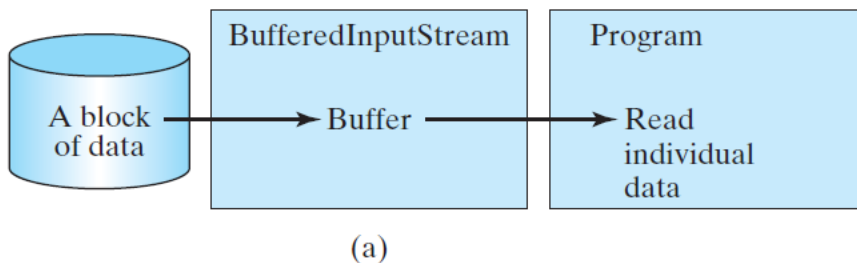 BufferedInputStream
Program
A block
of data
Buffer
Read
individual
data
(a)